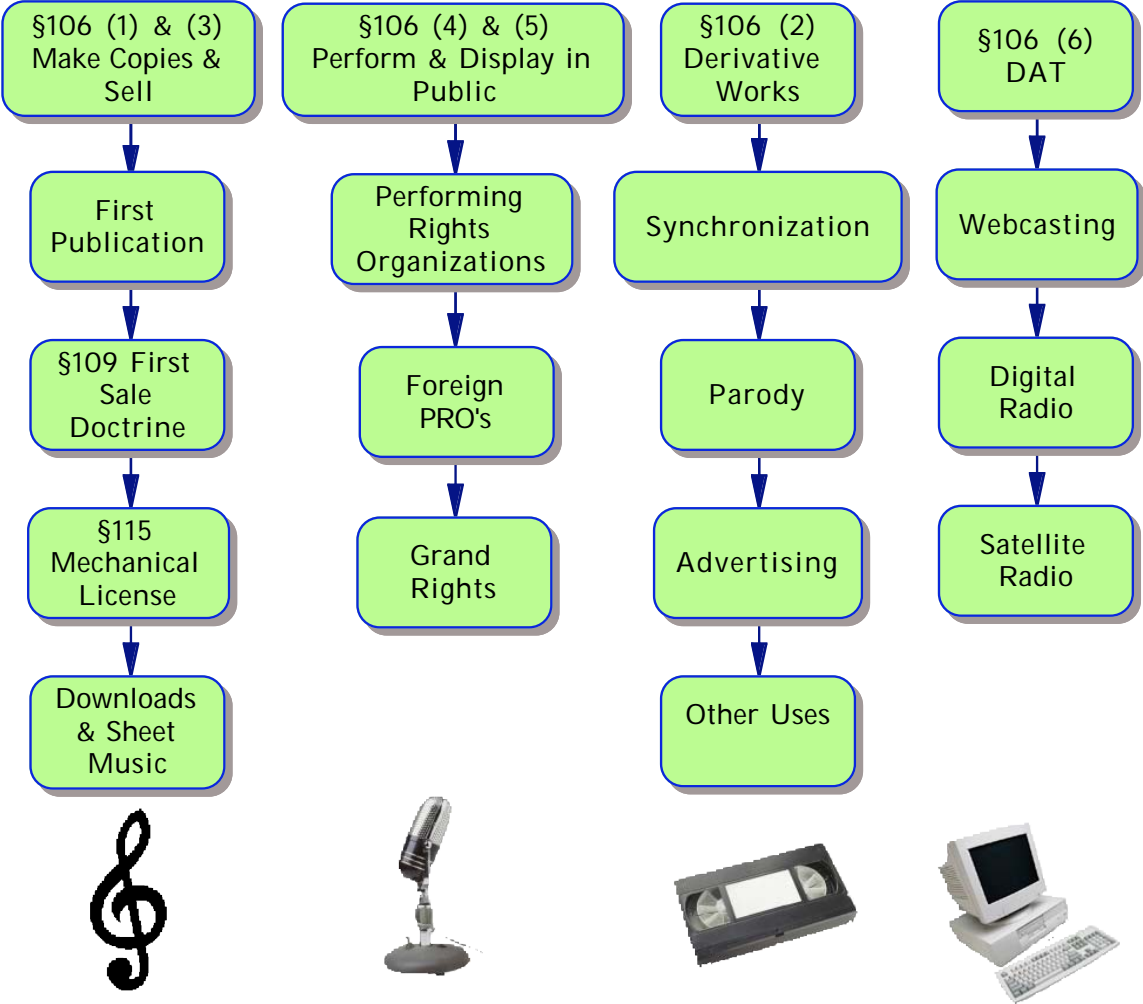 §106 (1) & (3)
Make Copies &
Sell
First
Publication
§109 First
Sale
Doctrine
§115
Mechanical
License
Downloads
& Sheet
Music
§106 (4) & (5)
Perform & Display in
Public
Performing
Rights
Organizations
Foreign
PRO's
Grand
Rights
§106 (2)
Derivative
Works
Synchronization
Parody
Advertising
Other Uses
§106 (6)
DAT
Webcasting
Digital
Radio
Satellite
Radio